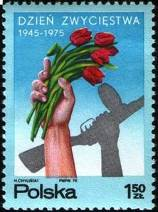 DZIEŃ ZWYCIĘSTWA
1945-1975
Polska
1.50
ZŁ